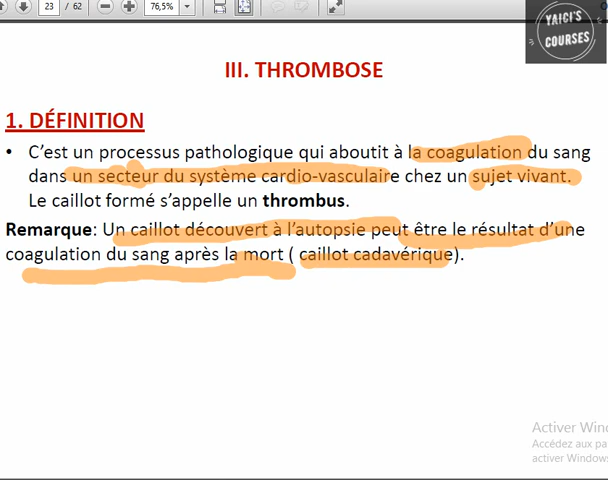 23 / 62
76,5%
YAICI'S
COURSES
III. THROMBOSE
1. DÉFINITION
• C'est un processus pathologique qui aboutit à la coagulation du sang
dans un secteur du système cardio-vasculaire chez un sujet vivant.
Le caillot formé s'appelle un thrombus.
Remarque: Un caillot découvert à l'autopsie peut être le résultat d'une
coagulation du sang après la mort ( caillot cadavérique).
Activer Wind
Accédez aux pa
activer Windows